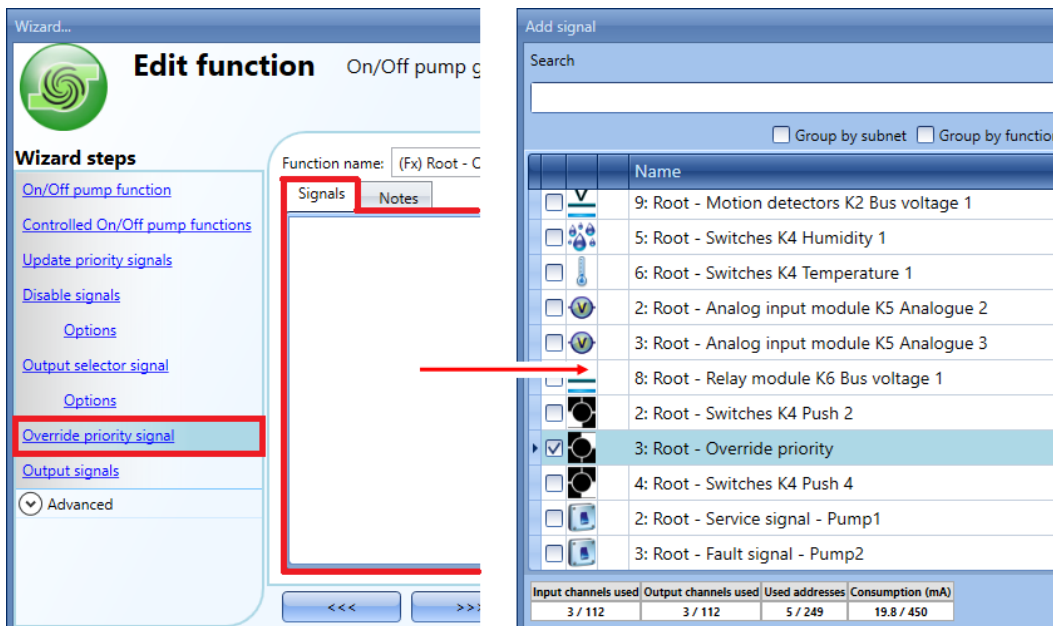 Wizard...
Edit function On/Off pump g
Wizard steps
On/Off pump function
Controlled On/Off pump functions
Update priority signals
Disable signals
Options
Output selector signal
Options
Override priority signal
Output signals
Advanced
Function name: (Fx) Root - C
Signals Notes
<<< >>>
Add signal
Search
Group by subnet Group by function
Name
9: Root - Motion detectors K2 Bus voltage 1
5: Root - Switches K4 Humidity 1
6: Root - Switches K4 Temperature 1
2: Root - Analog input module K5 Analogue 2
3: Root - Analog input module K5 Analogue 3
8: Root - Relay module K6 Bus voltage 1
2: Root - Switches K4 Push 2
3: Root - Override priority
4: Root - Switches K4 Push 4
2: Root - Service signal - Pump1
3: Root - Fault signal - Pump2
Input channels used Output channels used Used addresses Consumption (mA)
3 / 112 3 / 112 5 / 249 19.8 / 450